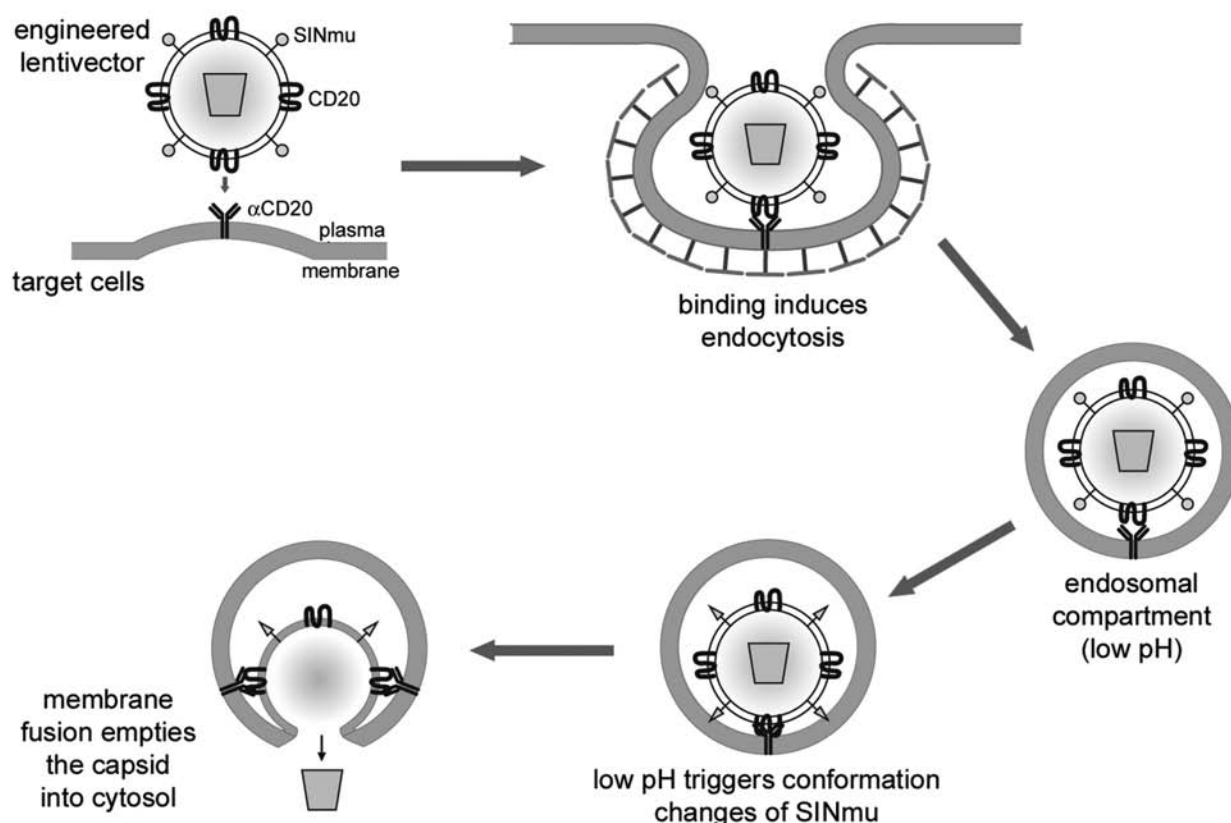 engineered
lentivector
SINmu
CD20
αCD20
plasma
membrane
target cells
binding induces
endocytosis
endosomal
compartment
(low pH)
low pH triggers conformation
changes of SINmu
membrane
fusion empties
the capsid
into cytosol